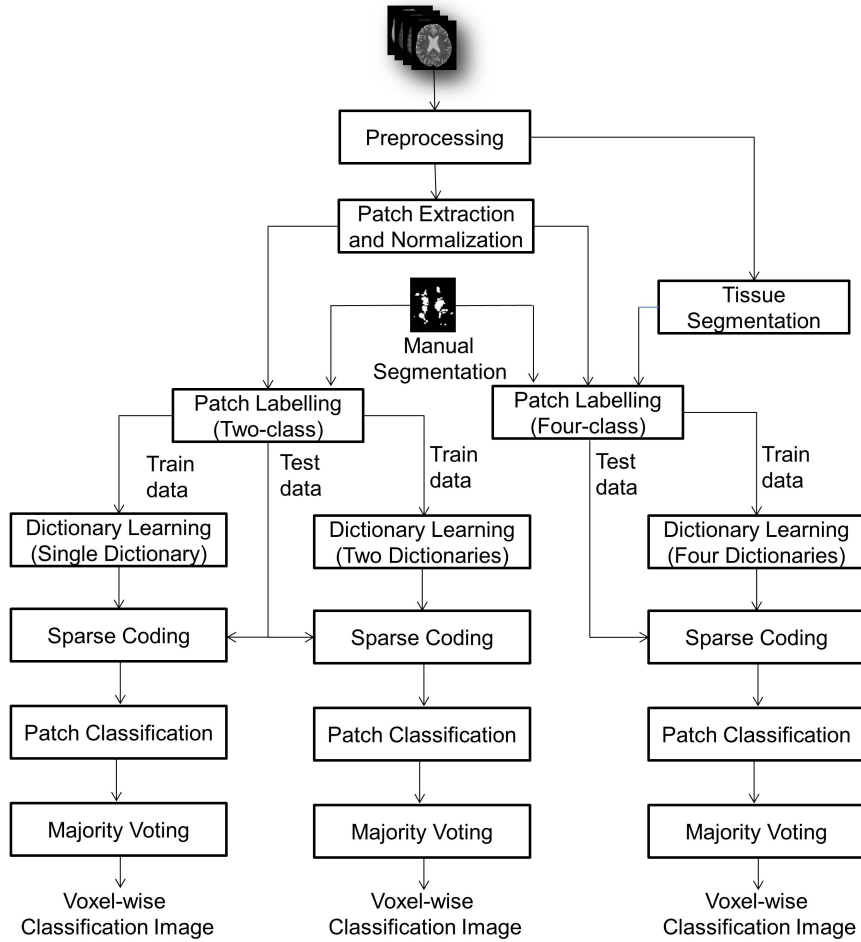 Preprocessing
Patch Extraction
and Normalization
Tissue
Segmentation
Manual
Segmentation
Patch Labelling
(Two-class)
Patch Labelling
(Four-class)
Train
data
Test
data
Train
data
Test
data
Train
data
Dictionary Learning
(Single Dictionary)
Dictionary Learning
(Two Dictionaries)
Dictionary Learning
(Four Dictionaries)
Sparse Coding
Sparse Coding
Sparse Coding
Patch Classification
Patch Classification
Patch Classification
Majority Voting
Majority Voting
Majority Voting
Voxel-wise
Classification Image
Voxel-wise
Classification Image
Voxel-wise
Classification Image